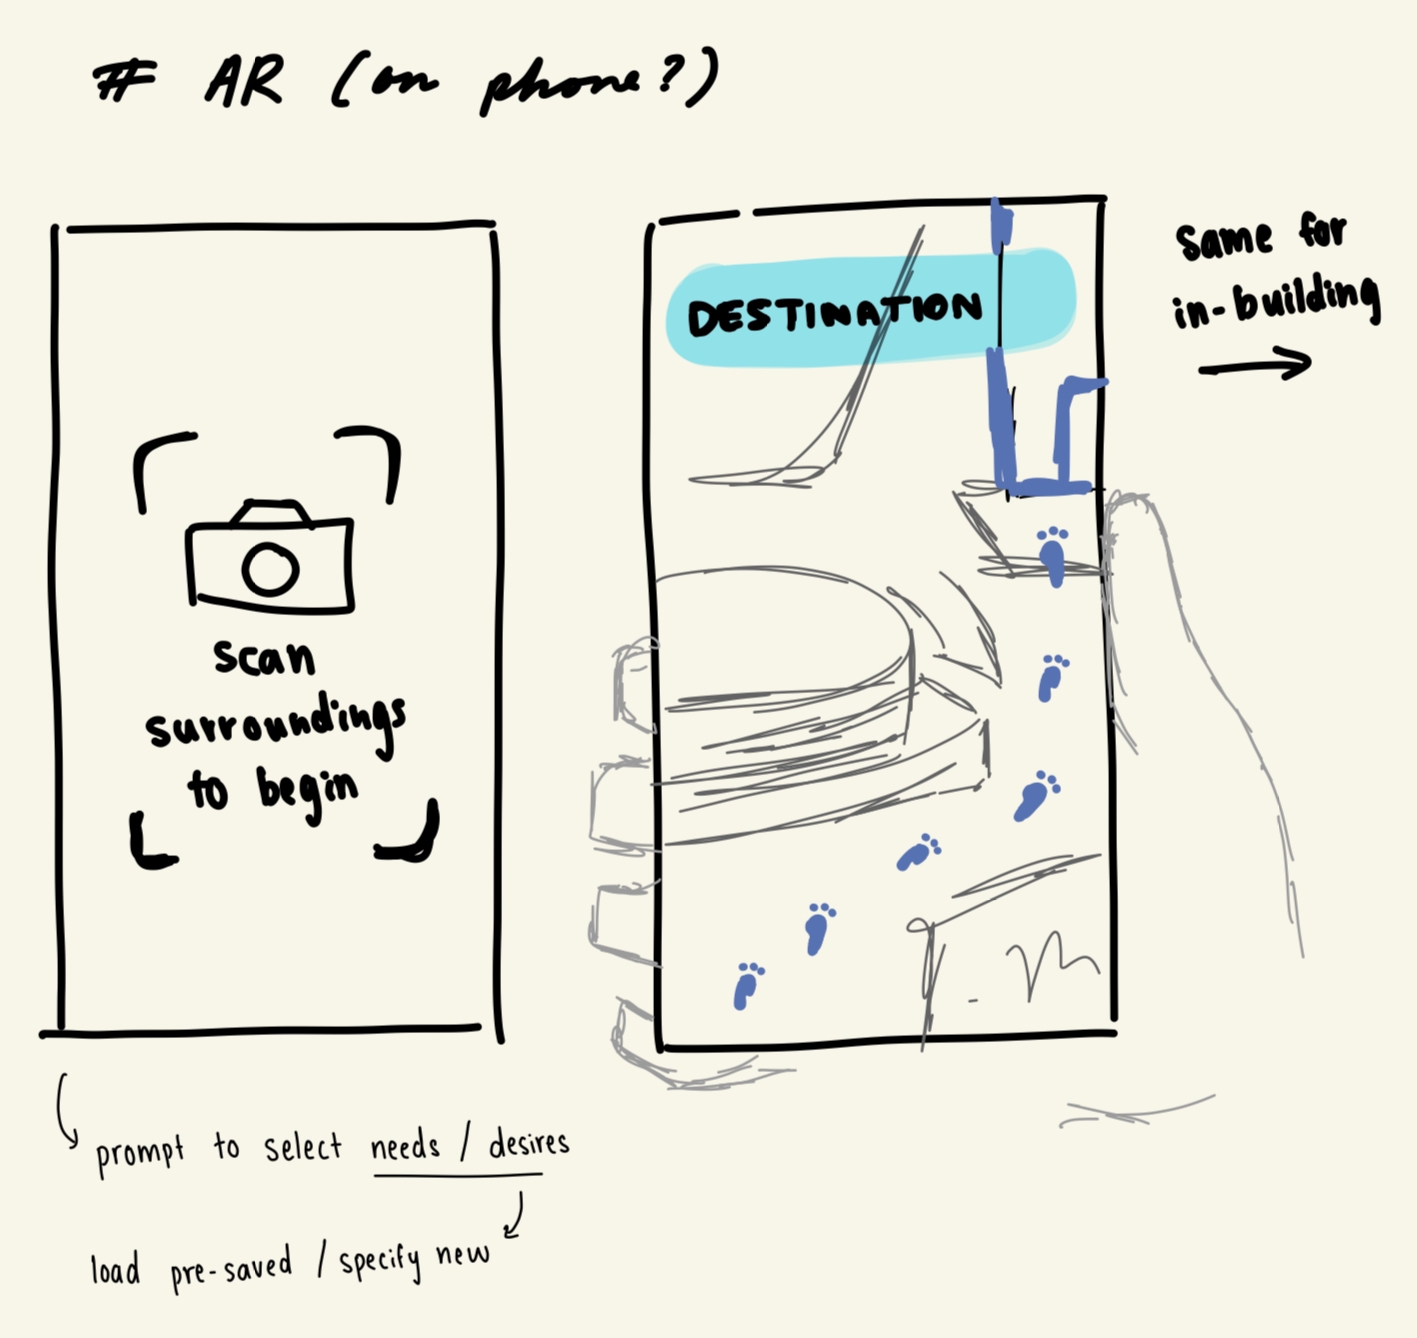 # AR (on phone?)
scan
surroundings
to begin
DESTINATION
Same for
in-building
prompt to select needs / desires
load pre-saved / specify new